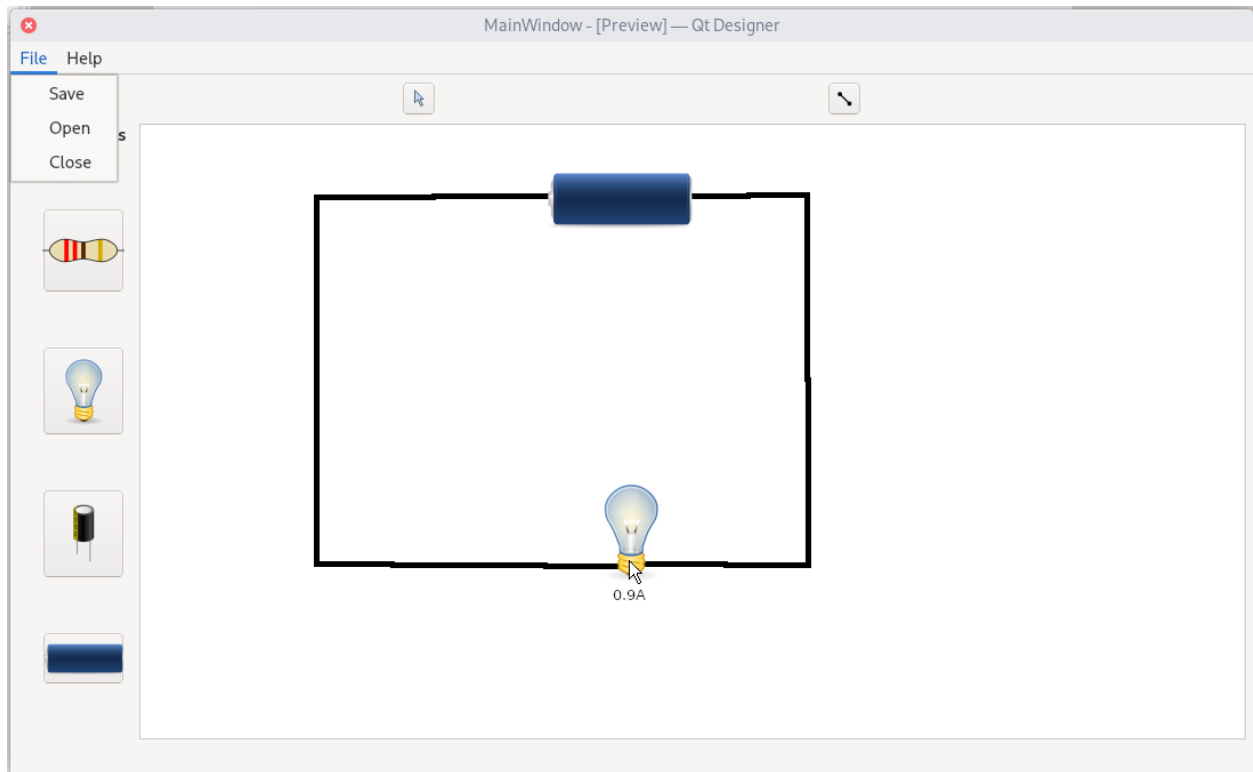 MainWindow - [Preview] — Qt Designer
File Help
Save
Open
s
Close
0.9A